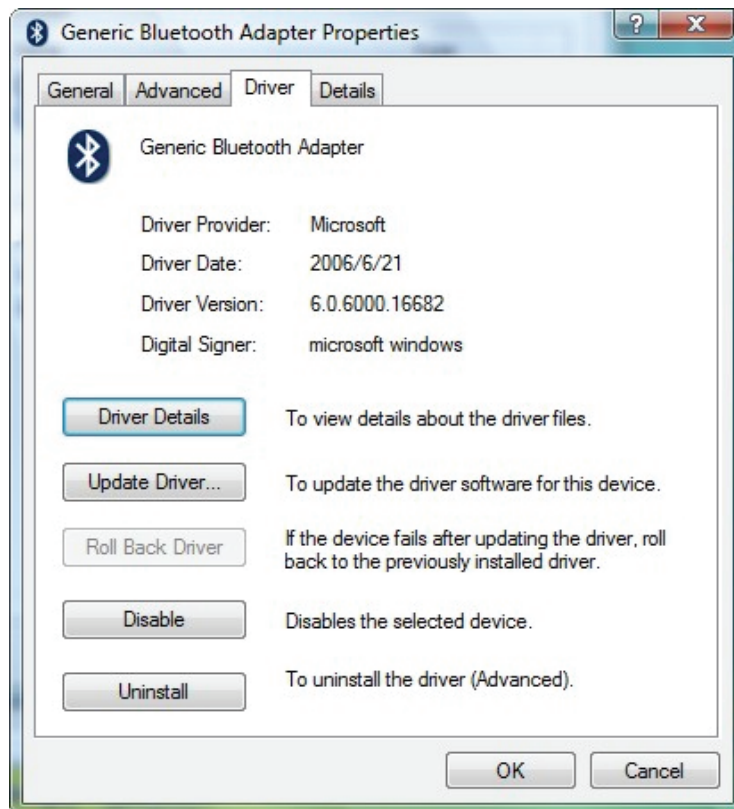 Generic Bluetooth Adapter Properties
General Advanced Driver Details
Generic Bluetooth Adapter
Driver Provider: Microsoft
Driver Date: 2006/6/21
Driver Version: 6.0.6000.16682
Digital Signer: microsoft windows
Driver Details To view details about the driver files.
Update Driver... To update the driver software for this device.
Roll Back Driver If the device fails after updating the driver, roll
back to the previously installed driver.
Disable Disables the selected device.
Uninstall To uninstall the driver (Advanced).
OK Cancel